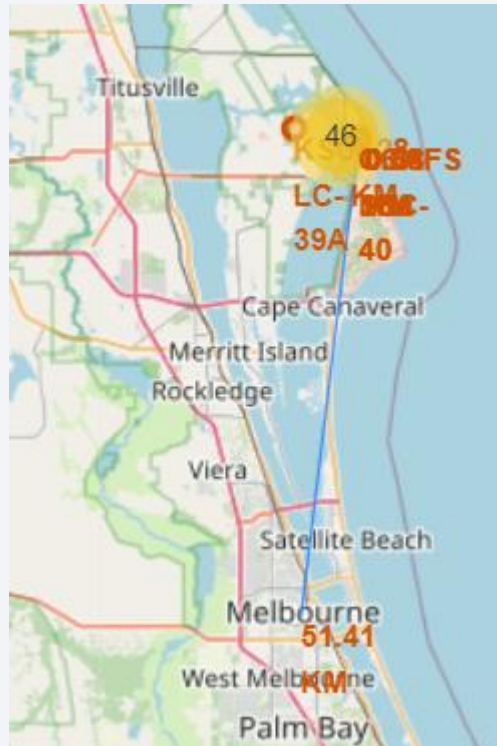 Titusville
46
LC- KM
39A
40
Cape Canaveral
Merritt Island
Rockledge
Viera
Satellite Beach
Melbourne
51.41
KM
West Melbourne
Palm Bay